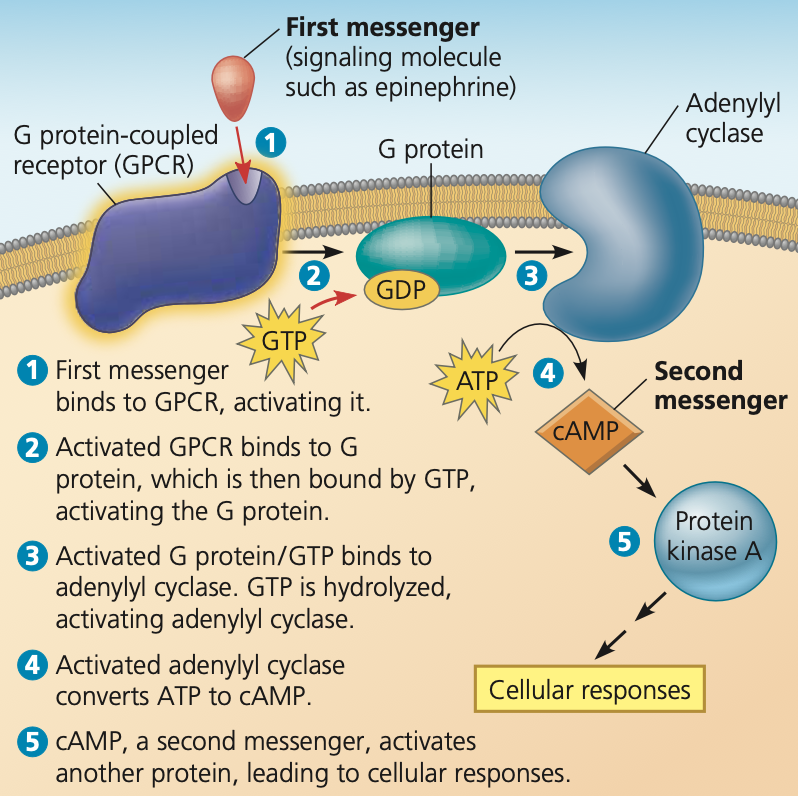 First messenger
(signaling molecule
such as epinephrine)
Adenylyl
cyclase
G protein-coupled
receptor (GPCR)
1
G protein
2
3
GDP
GTP
ATP
4
Second
messenger
cAMP
5
Protein
kinase A
Cellular responses
1 First messenger
binds to GPCR, activating it.
2 Activated GPCR binds to G
protein, which is then bound by GTP,
activating the G protein.
3 Activated G protein/GTP binds to
adenylyl cyclase. GTP is hydrolyzed,
activating adenylyl cyclase.
4 Activated adenylyl cyclase
converts ATP to cAMP.
5 cAMP, a second messenger, activates
another protein, leading to cellular responses.